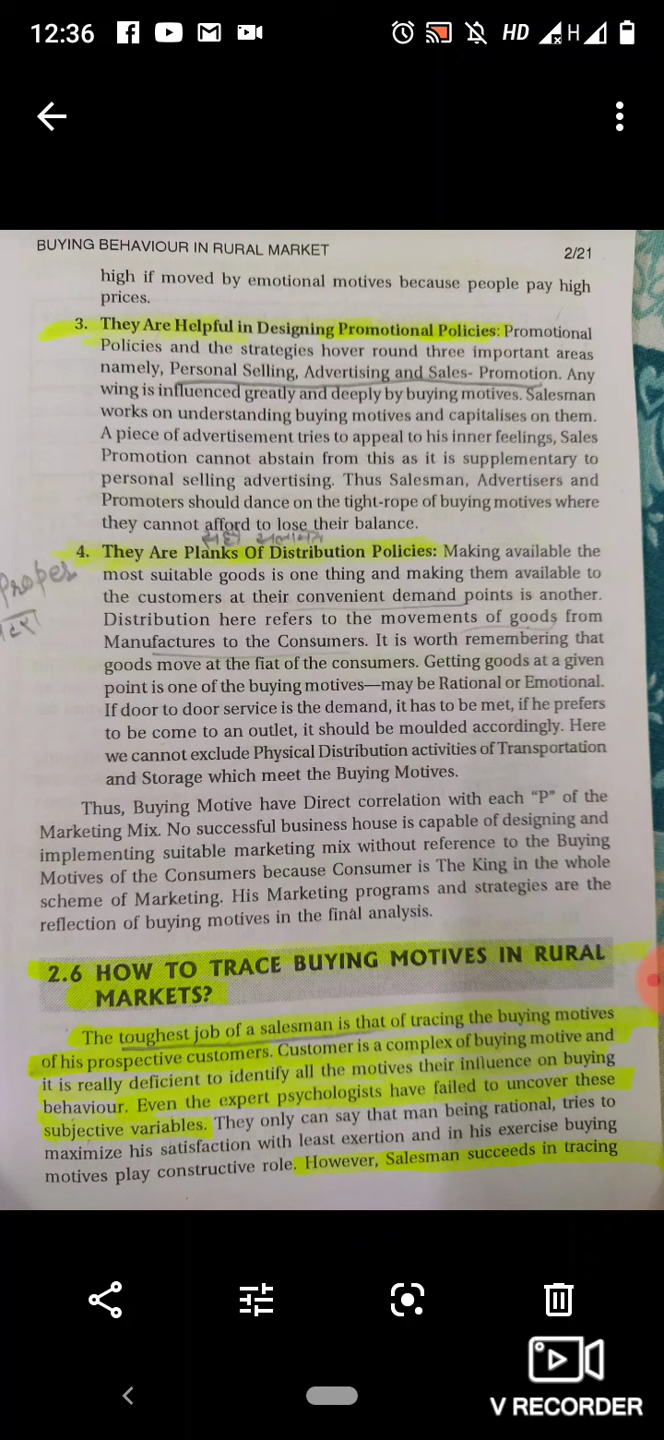 12:36 HD H
BUYING BEHAVIOUR IN RURAL MARKET 2/21
high if moved by emotional motives because people pay high
prices.
3. They Are Helpful in Designing Promotional Policies: Promotional
Policies and the strategies hover round three important areas
namely, Personal Selling, Advertising and Sales- Promotion. Any
wing is influenced greatly and deeply by buying motives. Salesman
works on understanding buying motives and capitalises on them.
A piece of advertisement tries to appeal to his inner feelings, Sales
Promotion cannot abstain from this as it is supplementary to
personal selling advertising. Thus Salesman, Advertisers and
Promoters should dance on the tight-rope of buying motives where
they cannot afford to lose their balance.
4. They Are Planks Of Distribution Policies: Making available the
Proper
most suitable goods is one thing and making them available to
the customers at their convenient demand points is another.
Distribution here refers to the movements of goods from
Manufactures to the Consumers. It is worth remembering that
goods move at the fiat of the consumers. Getting goods at a given
point is one of the buying motives—may be Rational or Emotional.
If door to door service is the demand, it has to be met, if he prefers
to be come to an outlet, it should be moulded accordingly. Here
we cannot exclude Physical Distribution activities of Transportation
and Storage which meet the Buying Motives.
Thus, Buying Motive have Direct correlation with each "P" of the
Marketing Mix. No successful business house is capable of designing and
implementing suitable marketing mix without reference to the Buying
Motives of the Consumers because Consumer is The King in the whole
scheme of Marketing. His Marketing programs and strategies are the
reflection of buying motives in the final analysis.
2.6 HOW TO TRACE BUYING MOTIVES IN RURAL
MARKETS?
The toughest job of a salesman is that of tracing the buying motives
of his prospective customers. Customer is a complex of buying motive and
it is really deficient to identify all the motives their influence on buying
behaviour. Even the expert psychologists have failed to uncover these
subjective variables. They only can say that man being rational, tries to
maximize his satisfaction with least exertion and in his exercise buying
motives play constructive role. However, Salesman succeeds in tracing
V RECORDER